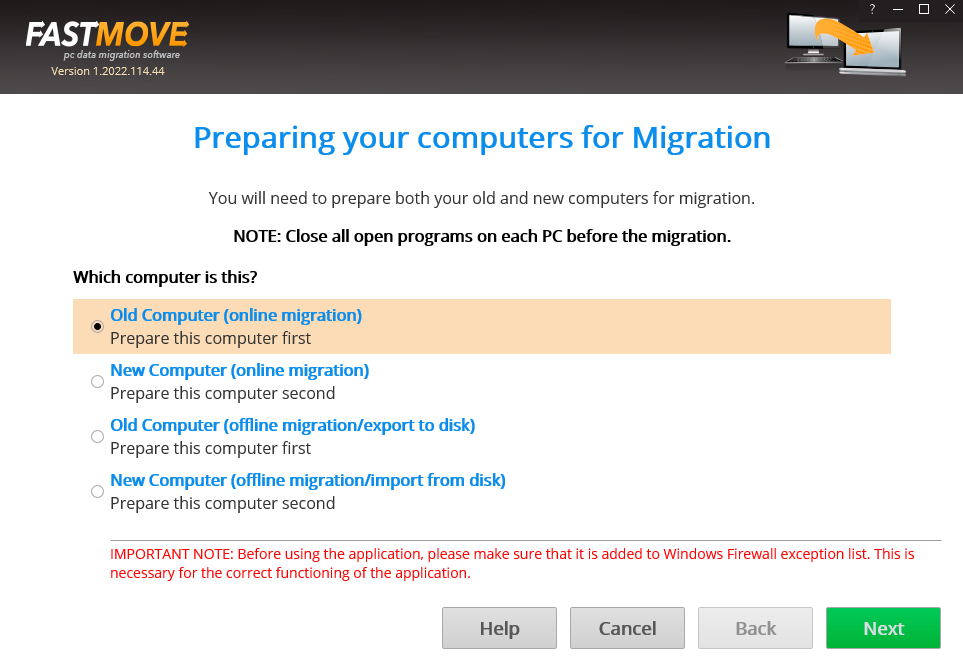 ?
FASTMOVE
pc data migration software
Version 1.2022.114.44
Preparing your computers for Migration
You will need to prepare both your old and new computers for migration.
NOTE: Close all open programs on each PC before the migration.
Which computer is this?
Old Computer (online migration)
Prepare this computer first
New Computer (online migration)
Prepare this computer second
Old Computer (offline migration/export to disk)
Prepare this computer first
New Computer (offline migration/import from disk)
Prepare this computer second
IMPORTANT NOTE: Before using the application, please make sure that it is added to Windows Firewall exception list. This is
necessary for the correct functioning of the application.
Help
Cancel
Back
Next